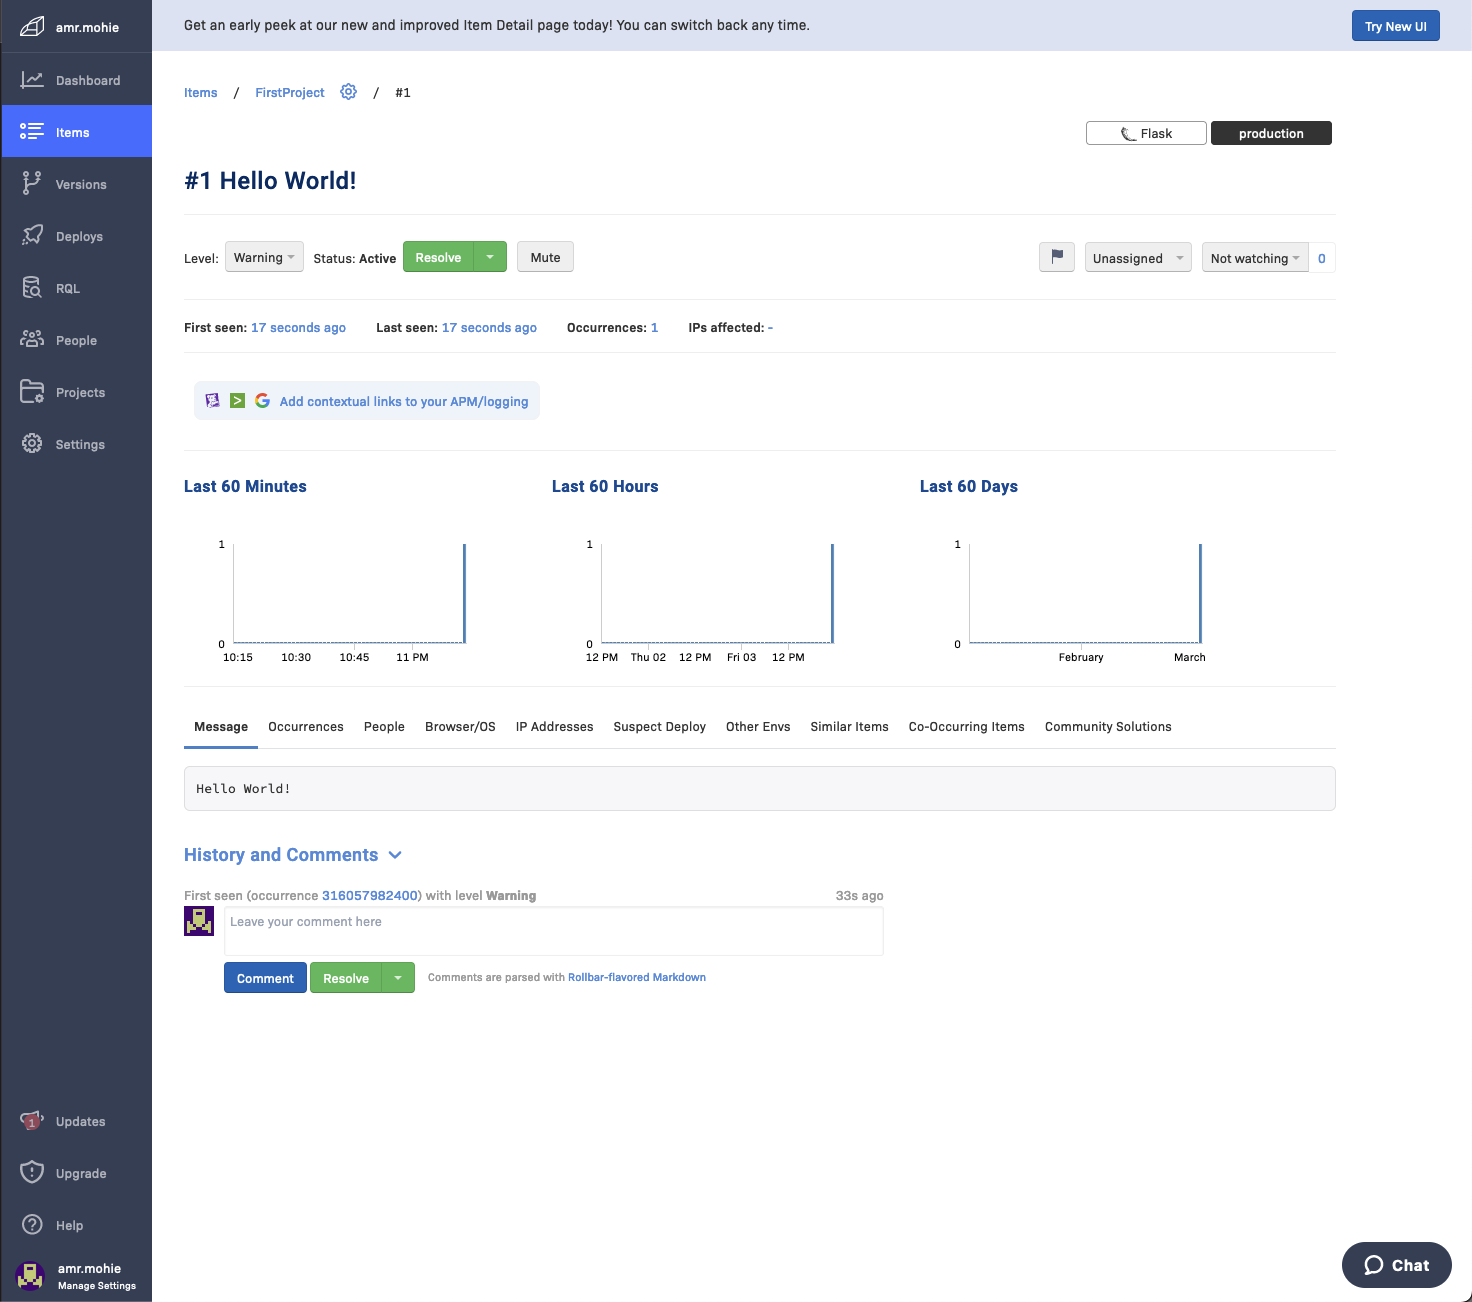 amr.mohie
Dashboard
Items
Versions
Deploys
RQL
People
Projects
Settings
1 Updates
Upgrade
Help
amr.mohie
Manage Settings
Get an early peek at our new and improved Item Detail page today! You can switch back any time.
Try New UI
Items / FirstProject / #1
Flask production
#1 Hello World!
Level: Warning Status: Active Resolve Mute Unassigned Not watching 0
First seen: 17 seconds ago Last seen: 17 seconds ago Occurrences: 1 IPs affected: -
Add contextual links to your APM/logging
Last 60 Minutes
1
0
10:15 10:30 10:45 11 PM
Last 60 Hours
1
0
12 PM Thu 02 12 PM Fri 03 12 PM
Last 60 Days
1
0
February March
Message Occurrences People Browser/OS IP Addresses Suspect Deploy Other Envs Similar Items Co-Occurring Items Community Solutions
Hello World!
History and Comments
First seen (occurrence 316057982400) with level Warning 33s ago
Leave your comment here
Comment Resolve Comments are parsed with Rollbar-flavored Markdown
Chat